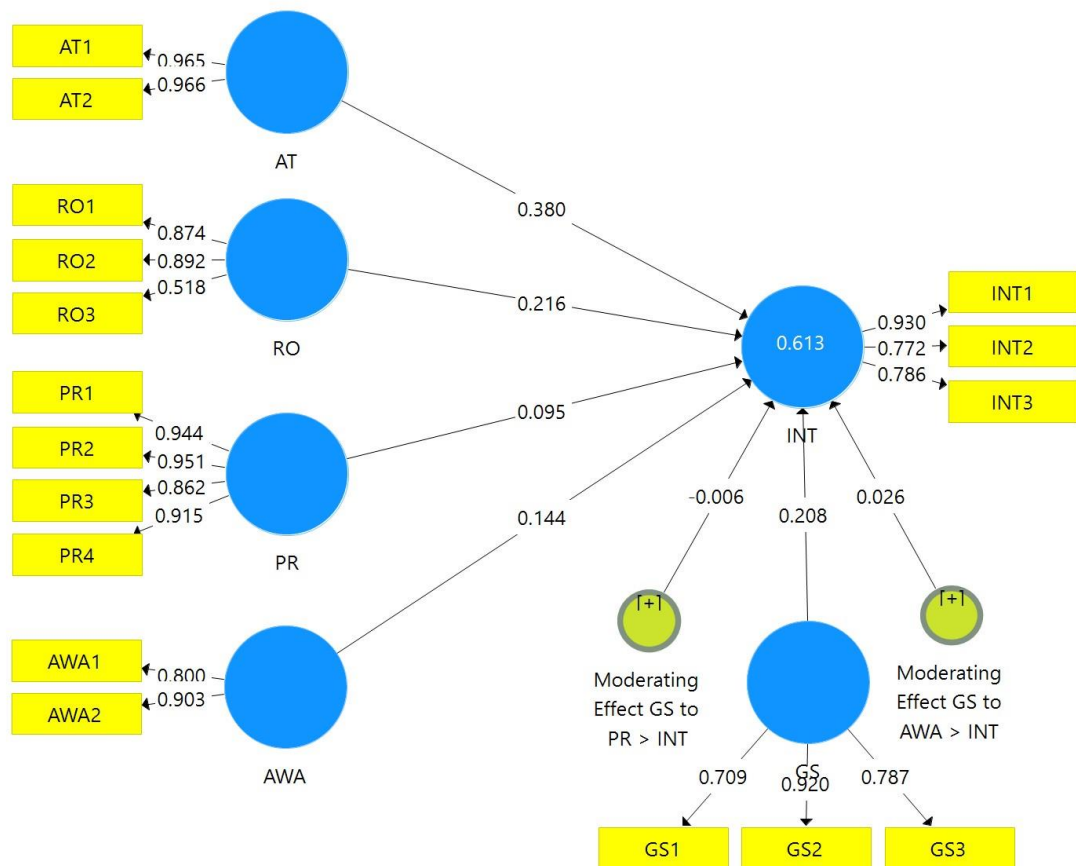 AT1
0.965
AT2
0.966
AT
0.380
RO1
0.874
RO2
0.892
RO3
0.518
RO
0.216
PR1
0.944
PR2
0.951
PR3
0.862
PR4
0.915
PR
0.095
AWA1
0.800
AWA2
0.903
AWA
0.144
0.613
INT
0.930
INT1
0.772
INT2
0.786
INT3
-0.006
0.208
0.026
[+]
Moderating
Effect GS to
PR > INT
[+]
Moderating
Effect GS to
AWA > INT
GS
0.709
0.920
0.787
GS1
GS2
GS3